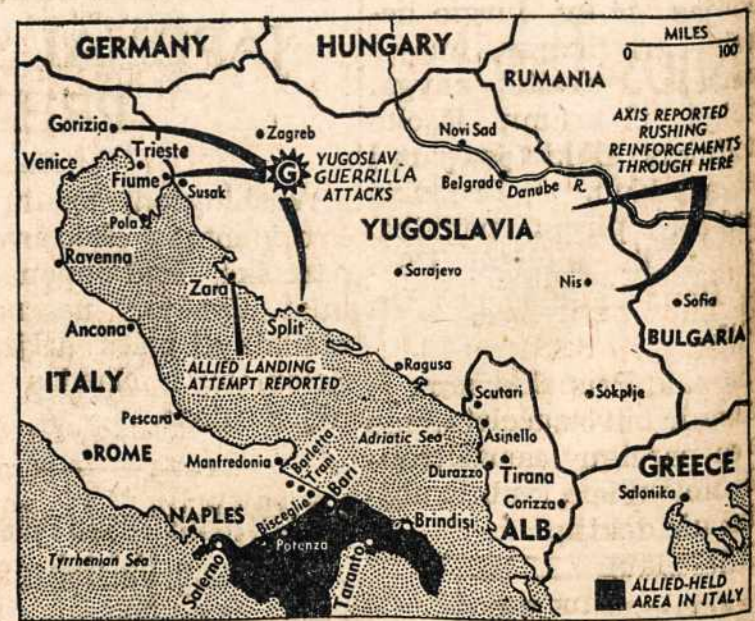 GERMANY
HUNGARY
RUMANIA
MILES
0 100
Gorizia
Zagreb
Novi Sad
AXIS REPORTED
RUSHING
REINFORCEMENTS
THROUGH HERE
Venice
Trieste
Fiume
Susak
G
YUGOSLAV
GUERRILLA
ATTACKS
Belgrade
Danube R.
Pola
YUGOSLAVIA
Ravenna
Zara
Sarajevo
Nis
Sofia
Ancona
Split
BULGARIA
ALLIED LANDING
ATTEMPT REPORTED
ITALY
Ragusa
Scutari
Sokplje
Pescara
Adriatic Sea
Asinello
ROME
Manfredonia
Barletta
Trani
Bisceglie
Bari
Durazzo
Tirana
GREECE
Salonika
Corizza
NAPLES
Potenza
Brindisi
ALB.
Tyrrhenian Sea
Salerno
Taranto
ALLIED-HELD
AREA IN ITALY